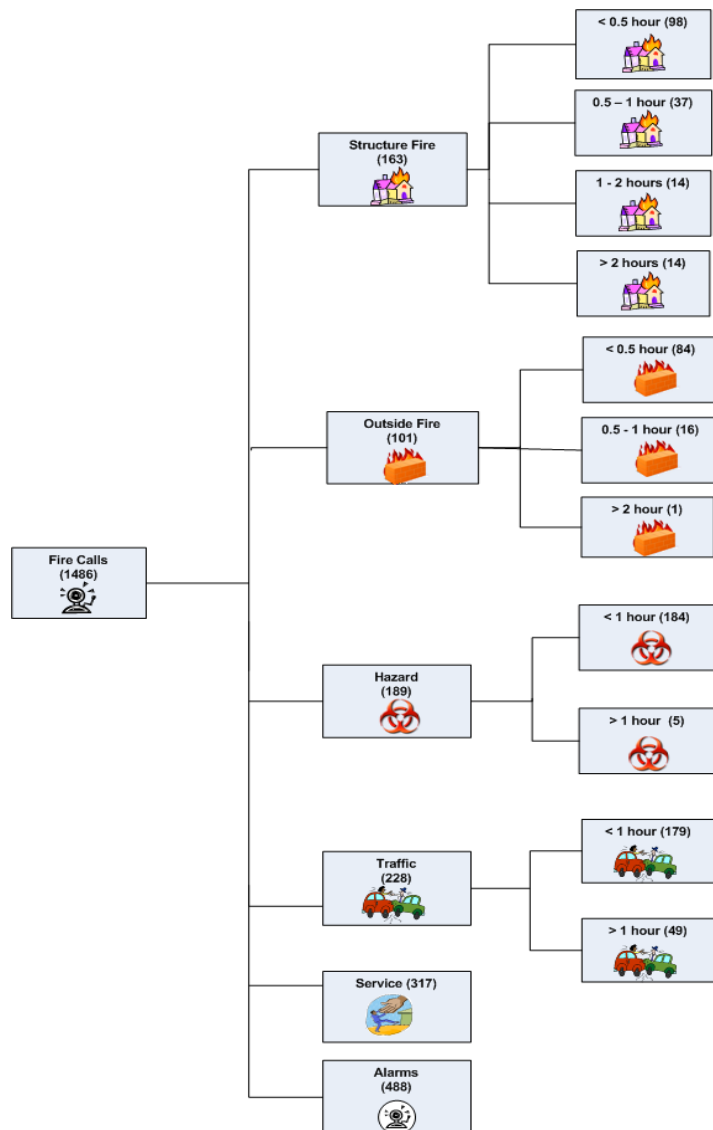 Fire Calls
(1486)
Structure Fire
(163)
< 0.5 hour (98)
0.5 – 1 hour (37)
1 - 2 hours (14)
> 2 hours (14)
Outside Fire
(101)
< 0.5 hour (84)
0.5 - 1 hour (16)
> 2 hour (1)
Hazard
(189)
< 1 hour (184)
> 1 hour (5)
Traffic
(228)
< 1 hour (179)
> 1 hour (49)
Service (317)
Alarms
(488)